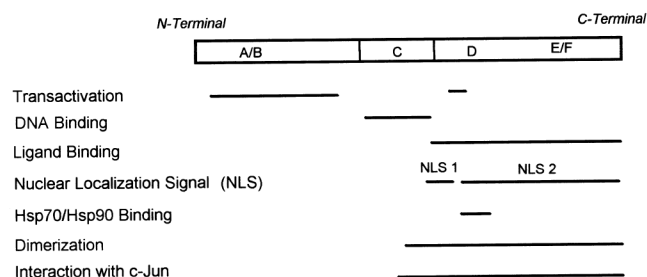 N-Terminal C-Terminal
A/B C D E/F
Transactivation
DNA Binding
Ligand Binding
NLS 1 NLS 2
Nuclear Localization Signal (NLS)
Hsp70/Hsp90 Binding
Dimerization
Interaction with c-Jun